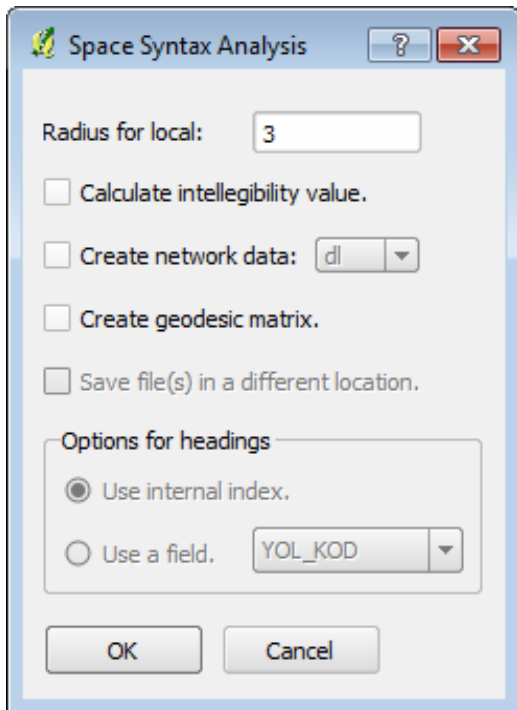 Space Syntax Analysis
Radius for local: 3
Calculate intellegibility value.
Create network data: dl
Create geodesic matrix.
Save file(s) in a different location.
Options for headings
Use internal index.
Use a field. YOL_KOD
OK Cancel